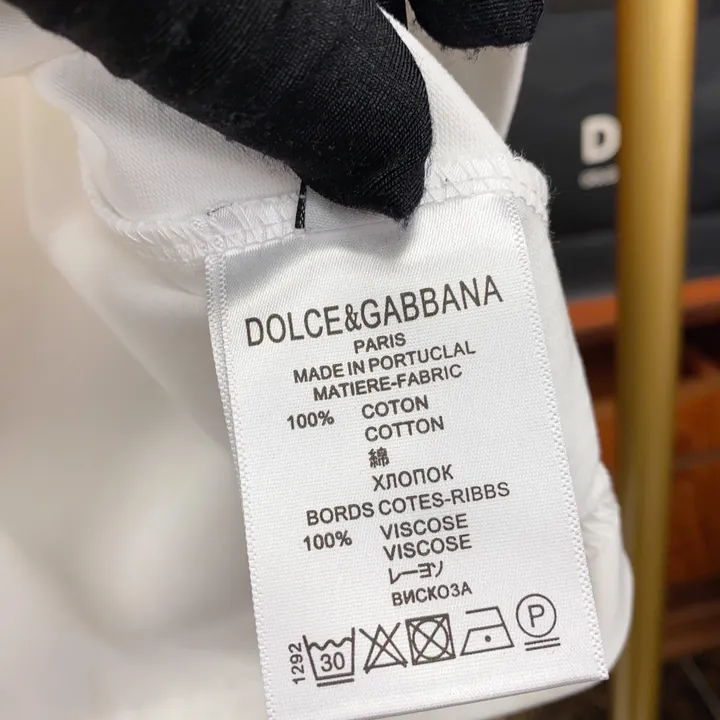 D
DOLCE&GABBANA
PARIS
MADE IN PORTUCLAL
MATIERE-FABRIC
100% COTON
COTTON
綿
ХЛОПОК
BORDS COTES-RIBBS
100% VISCOSE
VISCOSE
レーヨン
ВИСКОЗА
1292 30 P